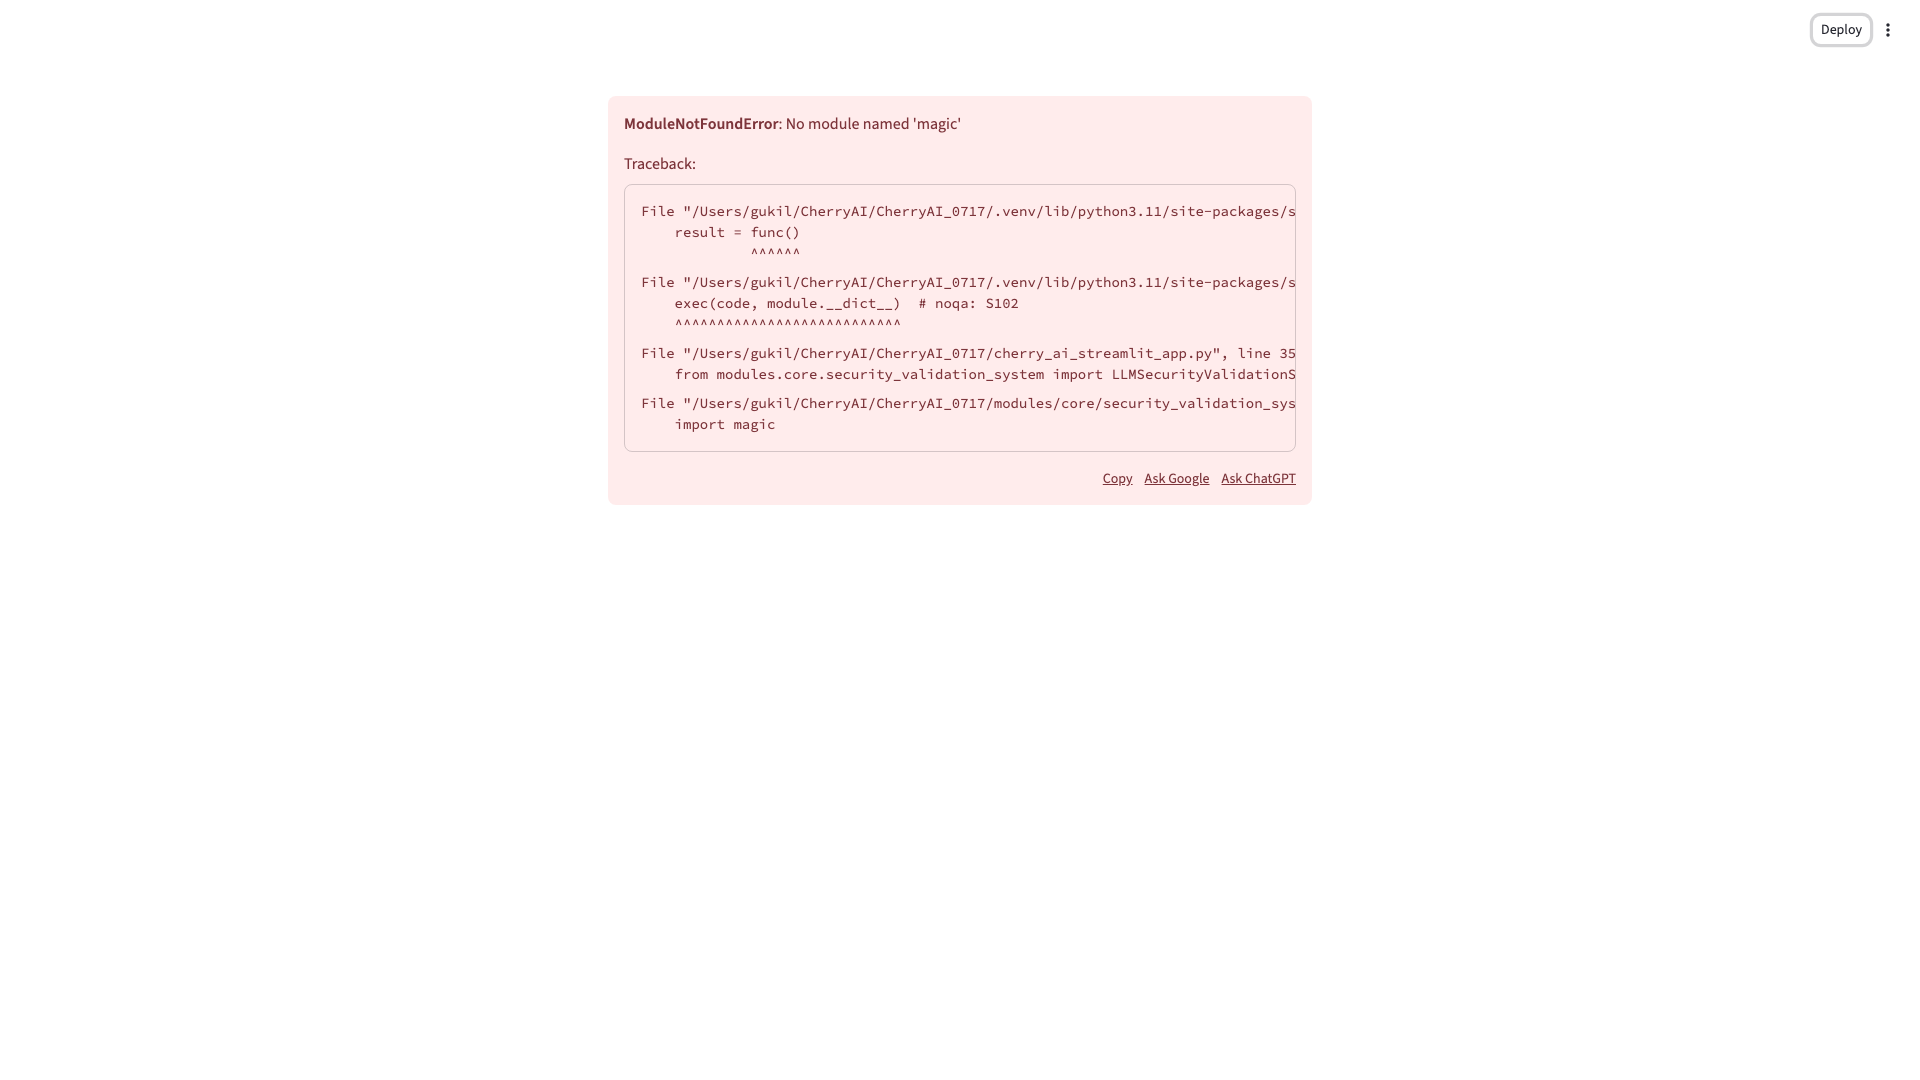 Deploy
ModuleNotFoundError: No module named 'magic'
Traceback:
File "/Users/gukil/CherryAI/CherryAI_0717/.venv/lib/python3.11/site-packages/s
    result = func()
             ^^^^^^
File "/Users/gukil/CherryAI/CherryAI_0717/.venv/lib/python3.11/site-packages/s
    exec(code, module.__dict__)  # noqa: S102
    ^^^^^^^^^^^^^^^^^^^^^^^^^^^
File "/Users/gukil/CherryAI/CherryAI_0717/cherry_ai_streamlit_app.py", line 35
    from modules.core.security_validation_system import LLMSecurityValidationS
File "/Users/gukil/CherryAI/CherryAI_0717/modules/core/security_validation_sys
    import magic
Copy Ask Google Ask ChatGPT